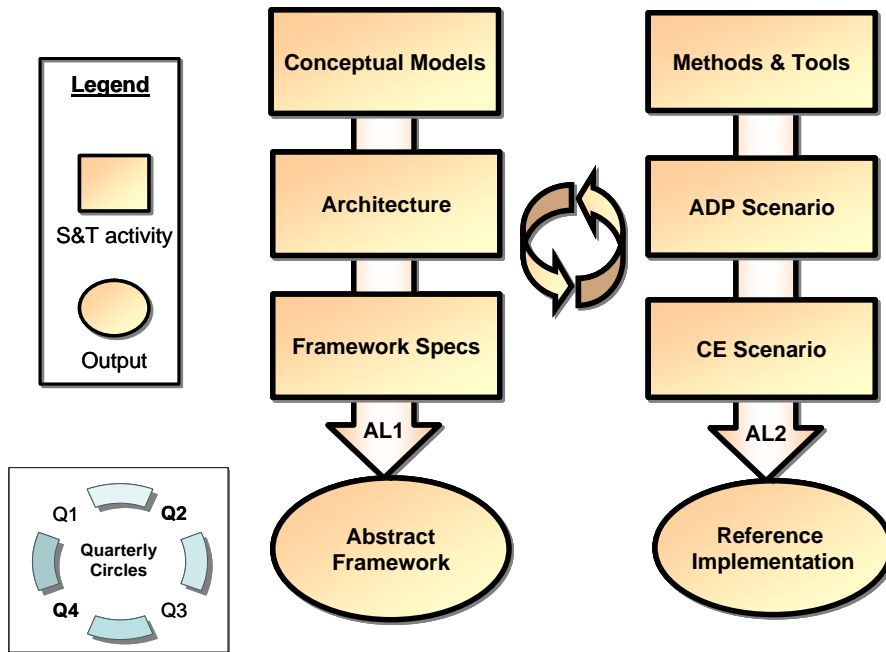 Legend
S&T activity
Output
Conceptual Models
Architecture
Framework Specs
AL1
Abstract
Framework
Methods & Tools
ADP Scenario
CE Scenario
AL2
Reference
Implementation
Q1
Q2
Quarterly
Circles
Q4
Q3